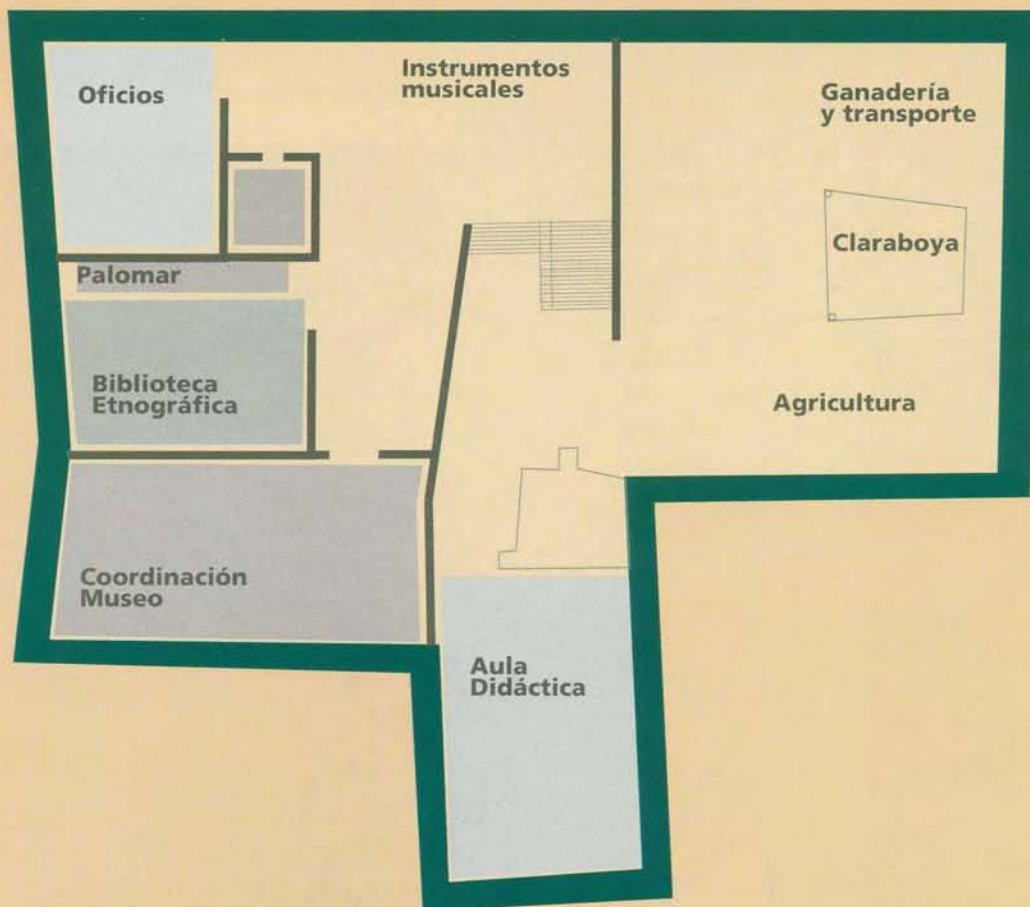 Oficios
Instrumentos
musicales
Ganadería
y transporte
Claraboya
Palomar
Biblioteca
Etnográfica
Agricultura
Coordinación
Museo
Aula
Didáctica